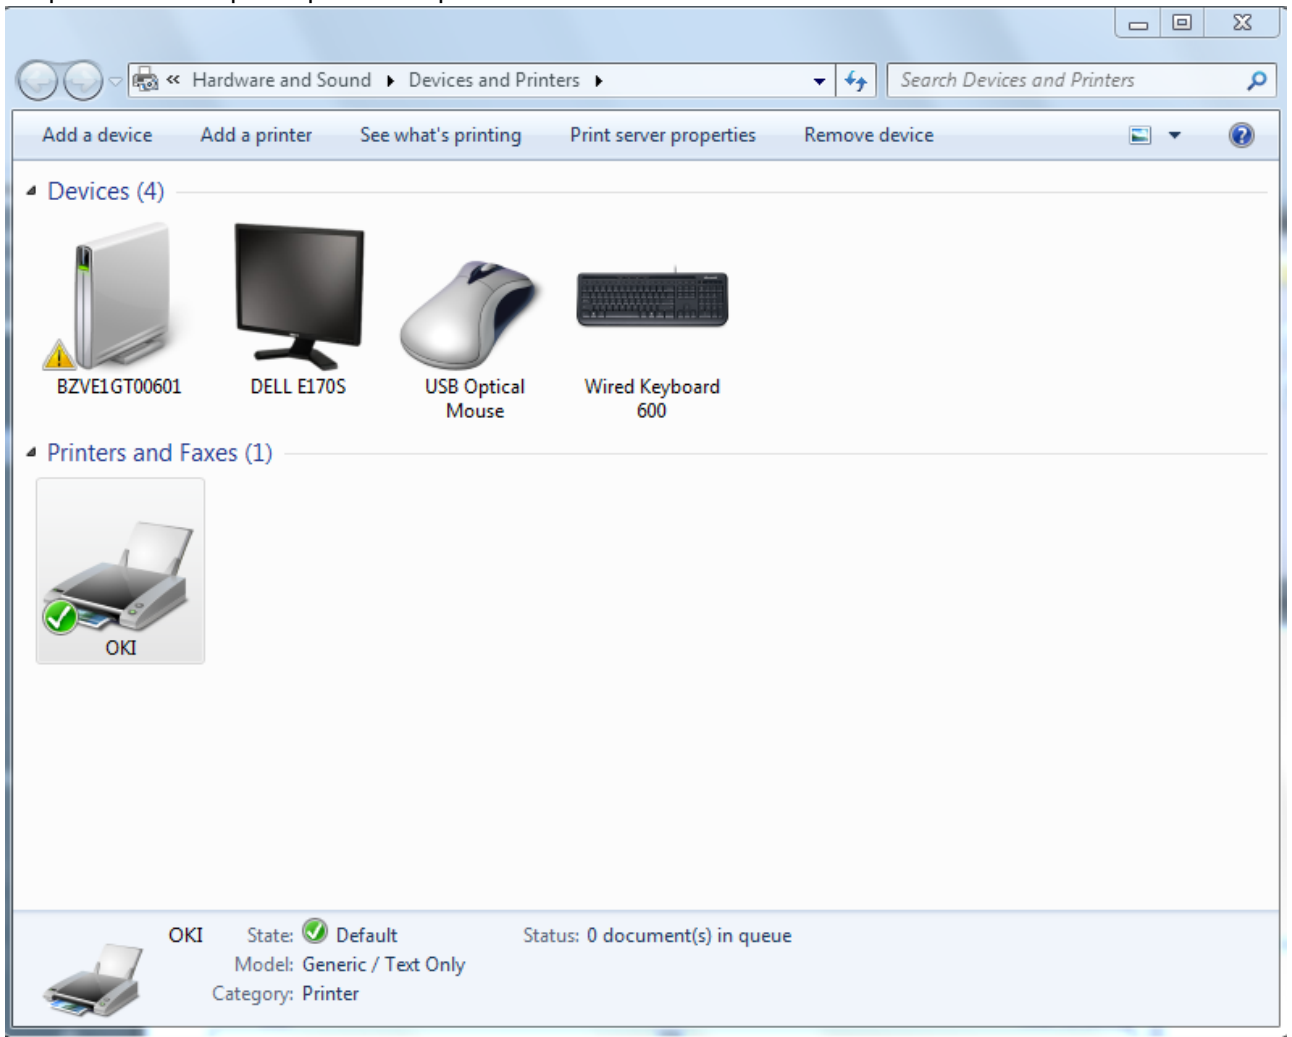 « Hardware and Sound ▸ Devices and Printers ▸ Search Devices and Printers
Add a device Add a printer See what's printing Print server properties Remove device
Devices (4)
BZVE1GT00601 DELL E170S USB Optical Mouse Wired Keyboard 600
Printers and Faxes (1)
OKI
OKI State: Default Status: 0 document(s) in queue
Model: Generic / Text Only
Category: Printer